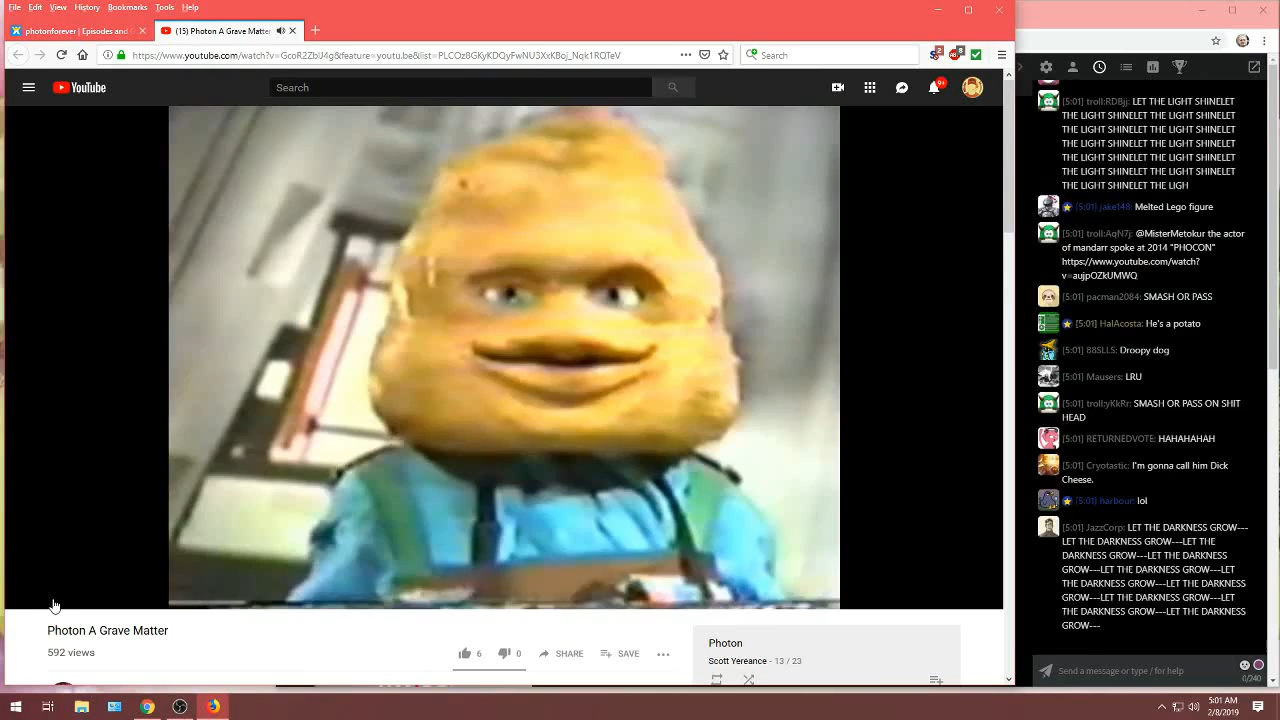 File Edit View History Bookmarks Tools Help
photonforever | Episodes and
(15) Photon A Grave Matter
https://www.youtube.com/watch?v=GcoR2ZbIJ4g&feature=youtu.be&list=PLCOz8GKyKDQyFwNU3XxKBoj_Nqk1RQTeV
Search
2
8
YouTube
Search
9+
Photon A Grave Matter
592 views
6
0
SHARE
SAVE
Photon
Scott Yereance - 13 / 23
[5:01] troll:RDBjj: LET THE LIGHT SHINELET
THE LIGHT SHINELET THE LIGHT SHINELET
THE LIGHT SHINELET THE LIGHT SHINELET
THE LIGHT SHINELET THE LIGHT SHINELET
THE LIGHT SHINELET THE LIGHT SHINELET
THE LIGHT SHINELET THE LIGHT SHINELET
THE LIGHT SHINELET THE LIGH
[5:01] jake148: Melted Lego figure
[5:01] troll:AqN7j: @MisterMetokur the actor
of mandarr spoke at 2014 "PHOCON"
https://www.youtube.com/watch?
v=aujpOZkUMWQ
[5:01] pacman2084: SMASH OR PASS
[5:01] HalAcosta: He's a potato
[5:01] 88SLLS: Droopy dog
[5:01] Mausers: LRU
[5:01] troll:yKkRr: SMASH OR PASS ON SHIT
HEAD
[5:01] RETURNEDVOTE: HAHAHAHAH
[5:01] Cryotastic: I'm gonna call him Dick
Cheese.
[5:01] harbour: lol
[5:01] JazzCorp: LET THE DARKNESS GROW---
LET THE DARKNESS GROW---LET THE
DARKNESS GROW---LET THE DARKNESS
GROW---LET THE DARKNESS GROW---LET
THE DARKNESS GROW---LET THE DARKNESS
GROW---LET THE DARKNESS GROW---LET
THE DARKNESS GROW---LET THE DARKNESS
GROW---
Send a message or type / for help
0/240
5:01 AM
2/8/2019